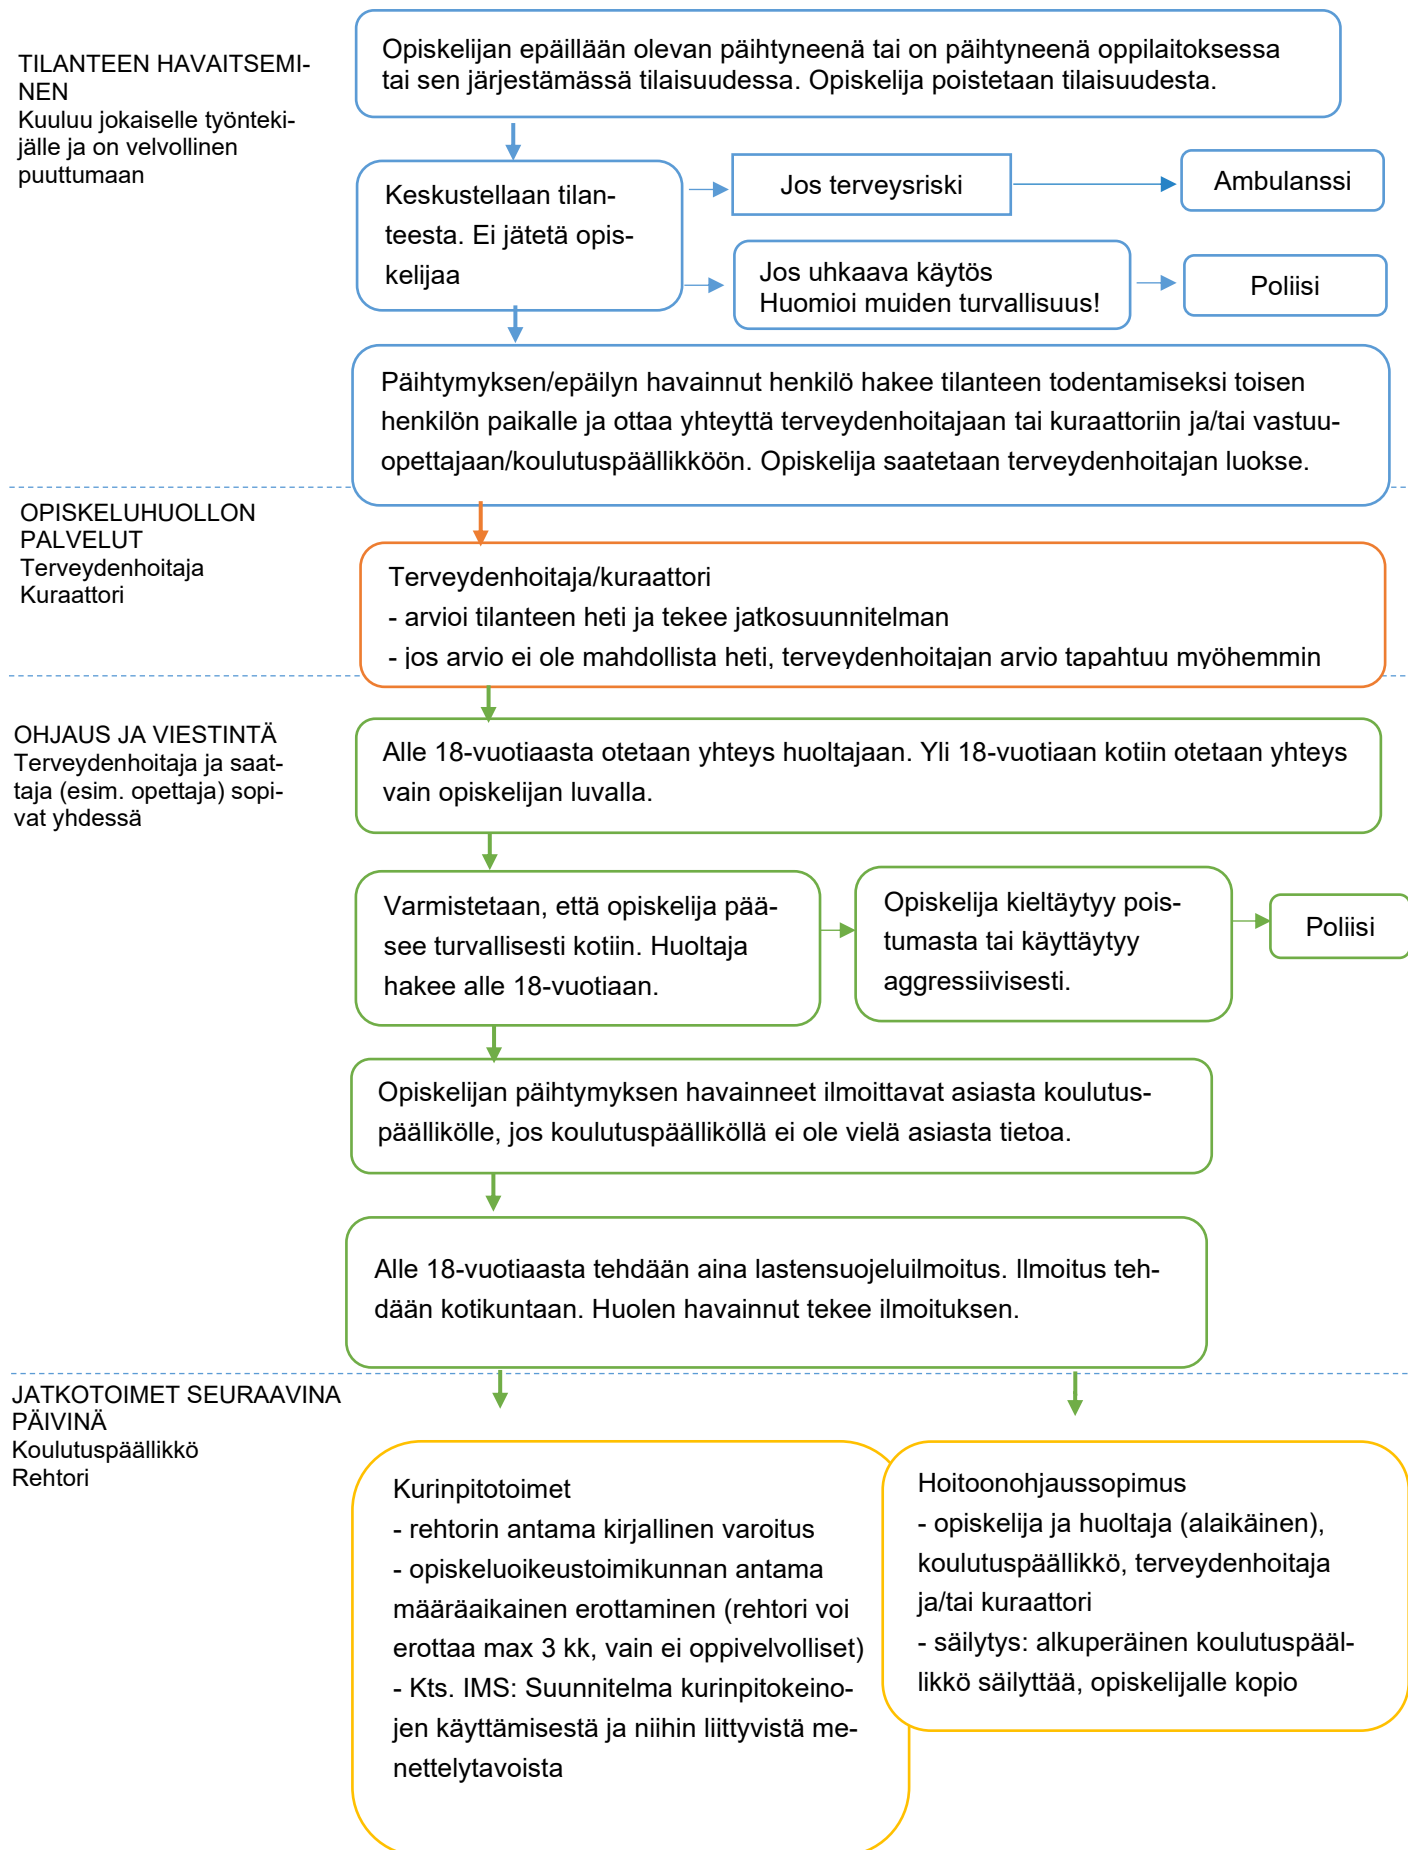 TILANTEEN HAVAITSEMI-
NEN
Kuuluu jokaiselle työnteki-
jälle ja on velvollinen
puuttumaan
Opiskelijan epäillään olevan päihtyneenä tai on päihtyneenä oppilaitoksessa
tai sen järjestämässä tilaisuudessa. Opiskelija poistetaan tilaisuudesta.
Keskustellaan tilan-
teesta. Ei jätetä opis-
kelijaa
Jos terveysriski
Ambulanssi
Jos uhkaava käytös
Huomioi muiden turvallisuus!
Poliisi
Päihtymyksen/epäilyn havainnut henkilö hakee tilanteen todentamiseksi toisen
henkilön paikalle ja ottaa yhteyttä terveydenhoitajaan tai kuraattoriin ja/tai vastuu-
opettajaan/koulutuspäällikköön. Opiskelija saatetaan terveydenhoitajan luokse.
OPISKELUHUOLLON
PALVELUT
Terveydenhoitaja
Kuraattori
Terveydenhoitaja/kuraattori
- arvioi tilanteen heti ja tekee jatkosuunnitelman
- jos arvio ei ole mahdollista heti, terveydenhoitajan arvio tapahtuu myöhemmin
OHJAUS JA VIESTINTÄ
Terveydenhoitaja ja saat-
taja (esim. opettaja) sopi-
vat yhdessä
Alle 18-vuotiaasta otetaan yhteys huoltajaan. Yli 18-vuotiaan kotiin otetaan yhteys
vain opiskelijan luvalla.
Varmistetaan, että opiskelija pää-
see turvallisesti kotiin. Huoltaja
hakee alle 18-vuotiaan.
Opiskelija kieltäytyy pois-
tumasta tai käyttäytyy
aggressiivisesti.
Poliisi
Opiskelijan päihtymyksen havainneet ilmoittavat asiasta koulutus-
päällikölle, jos koulutuspäälliköllä ei ole vielä asiasta tietoa.
Alle 18-vuotiaasta tehdään aina lastensuojeluilmoitus. Ilmoitus teh-
dään kotikuntaan. Huolen havainnut tekee ilmoituksen.
JATKOTOIMET SEURAAVINA
PÄIVINÄ
Koulutuspäällikkö
Rehtori
Kurinpitotoimet
- rehtorin antama kirjallinen varoitus
- opiskeluoikeustoimikunnan antama
määräaikainen erottaminen (rehtori voi
erottaa max 3 kk, vain ei oppivelvolliset)
- Kts. IMS: Suunnitelma kurinpitokeino-
jen käyttämisestä ja niihin liittyvistä me-
nettelytavoista
Hoitoonohjaussopimus
- opiskelija ja huoltaja (alaikäinen),
koulutuspäällikkö, terveydenhoitaja
ja/tai kuraattori
- säilytys: alkuperäinen koulutuspääl-
likkö säilyttää, opiskelijalle kopio